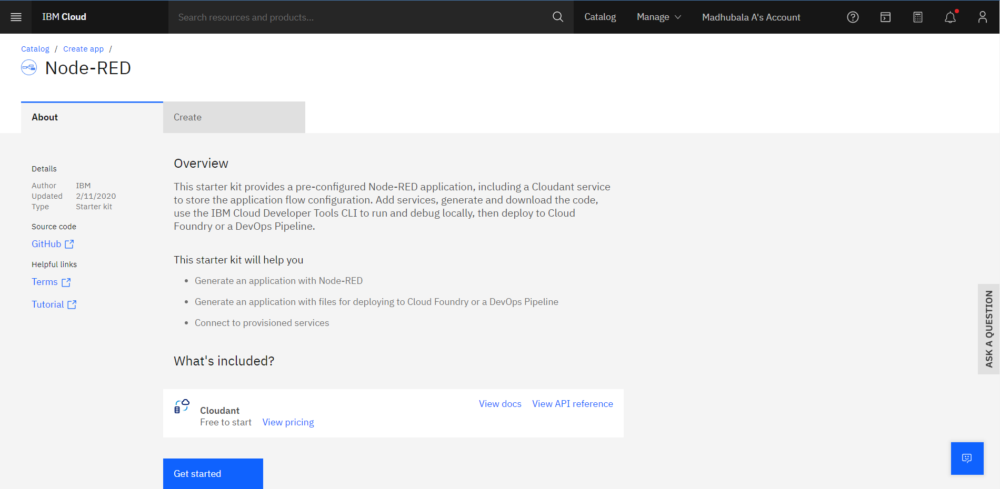 IBM Cloud
Search resources and products...
Catalog
Manage
Madhubala A's Account
Catalog / Create app /
Node-RED
About
Create
Details
Author IBM
Updated 2/11/2020
Type Starter kit
Source code
GitHub
Helpful links
Terms
Tutorial
Overview
This starter kit provides a pre-configured Node-RED application, including a Cloudant service
to store the application flow configuration. Add services, generate and download the code,
use the IBM Cloud Developer Tools CLI to run and debug locally, then deploy to Cloud
Foundry or a DevOps Pipeline.
This starter kit will help you
• Generate an application with Node-RED
• Generate an application with files for deploying to Cloud Foundry or a DevOps Pipeline
• Connect to provisioned services
What's included?
Cloudant
Free to start View pricing
View docs View API reference
Get started
ASK A QUESTION